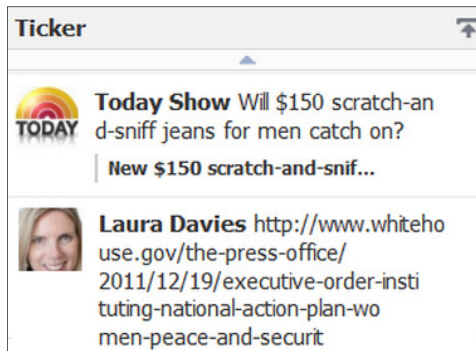 Ticker
TODAY
Today Show Will $150 scratch-an
d-sniff jeans for men catch on?
New $150 scratch-and-snif...
Laura Davies http://www.whiteho
use.gov/the-press-office/
2011/12/19/executive-order-insti
tuting-national-action-plan-wo
men-peace-and-securit